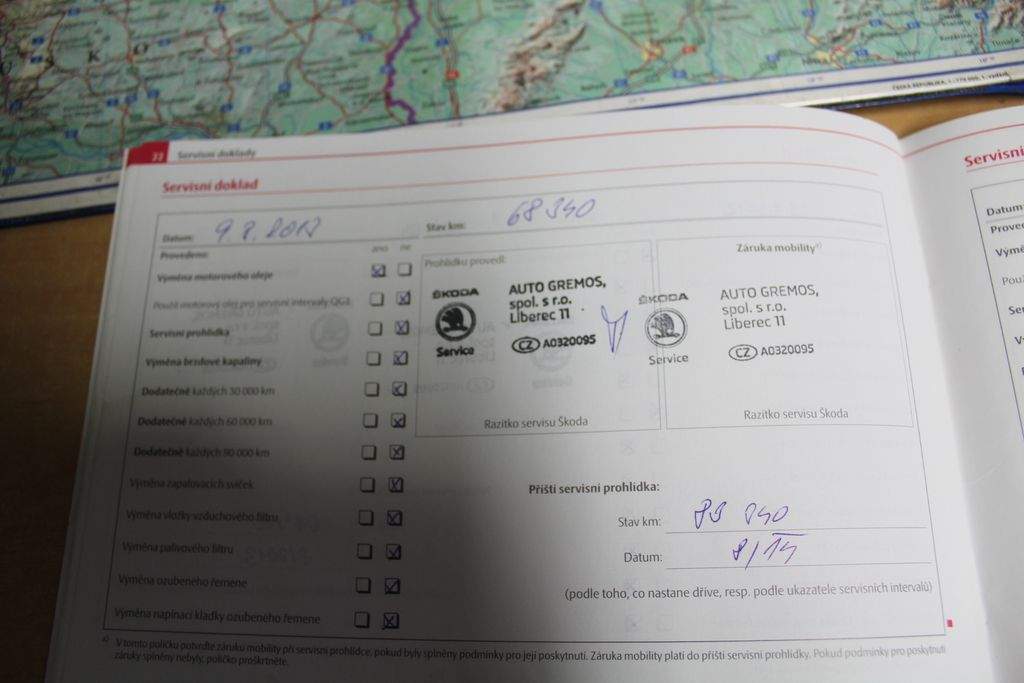 22 Servisní doklady
Servisní doklad
Datum:
Stav km: 68 340
Provedeno: ano ne
Výměna motorového oleje
Použit motorový olej pro servisní intervaly QG1
Servisní prohlídka
Výměna brzdové kapaliny
Dodatečně každých 30 000 km
Dodatečně každých 60 000 km
Dodatečně každých 90 000 km
Výměna zapalovacích svíček
Výměna vložky vzduchového filtru
Výměna palivového filtru
Výměna ozubeného řemene
Výměna napínací kladky ozubeného řemene
Prohlídku provedl:
ŠKODA
Service
AUTO GREMOS,
spol. s r.o.
Liberec 11
CZ A0320095
Razítko servisu Škoda
Záruka mobility a)
ŠKODA
Service
AUTO GREMOS,
spol. s r.o.
Liberec 11
CZ A0320095
Razítko servisu Škoda
Příští servisní prohlídka:
Stav km:
Datum: 8/14
(podle toho, co nastane dříve, resp. podle ukazatele servisních intervalů)
a) V tomto políčku potvrďte záruku mobility při servisní prohlídce, pokud byly splněny podmínky pro její poskytnutí. Záruka mobility platí do příští servisní prohlídky. Pokud podmínky pro poskytnutí
záruky splněny nebyly, políčko proškrtněte.
Servisní
Datum: